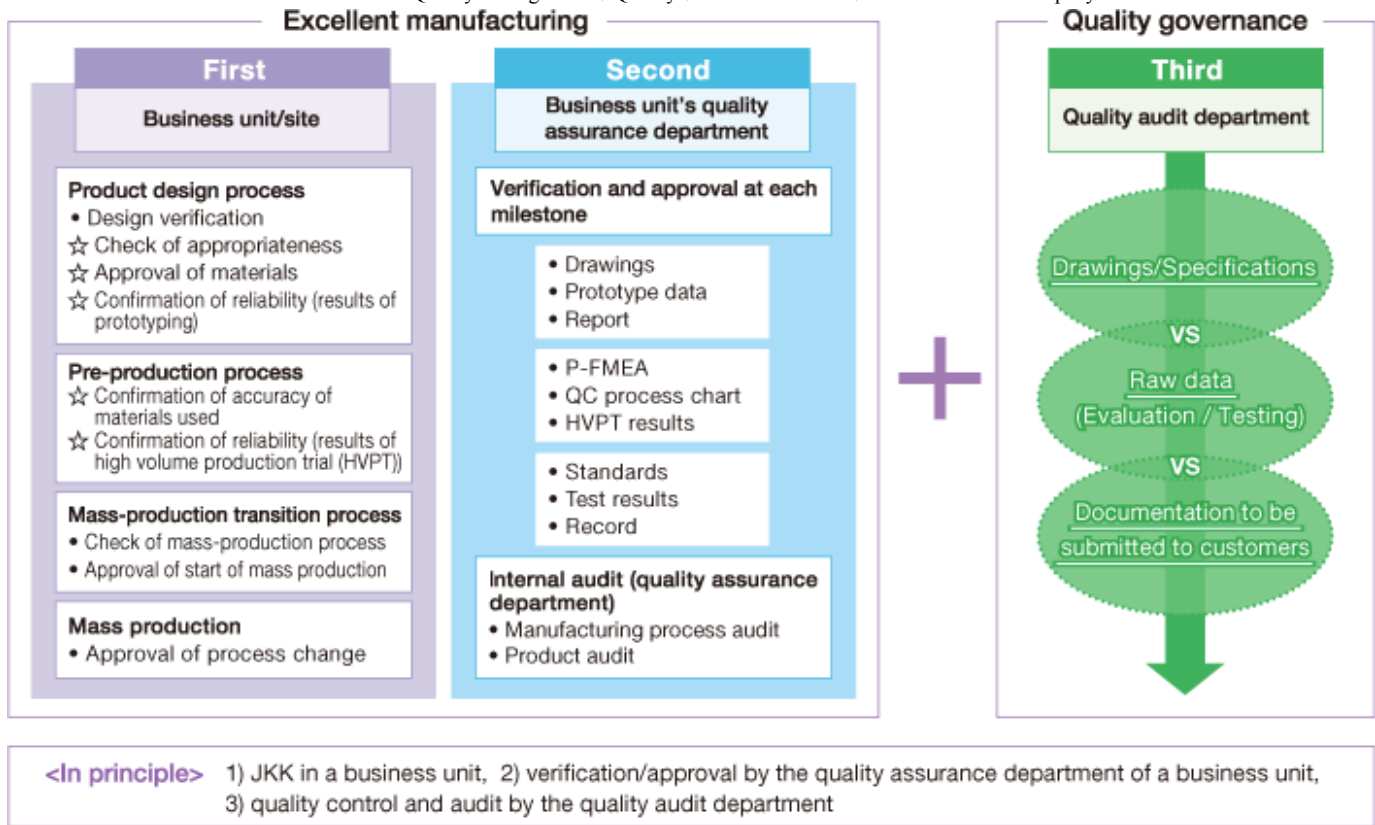 Excellent manufacturing
First
Business unit/site
Product design process
• Design verification
☆ Check of appropriateness
☆ Approval of materials
☆ Confirmation of reliability (results of
prototyping)
Pre-production process
☆ Confirmation of accuracy of
materials used
☆ Confirmation of reliability (results of
high volume production trial (HVPT))
Mass-production transition process
• Check of mass-production process
• Approval of start of mass production
Mass production
• Approval of process change
Second
Business unit's quality
assurance department
Verification and approval at each
milestone
• Drawings
• Prototype data
• Report
• P-FMEA
• QC process chart
• HVPT results
• Standards
• Test results
• Record
Internal audit (quality assurance
department)
• Manufacturing process audit
• Product audit
+
Quality governance
Third
Quality audit department
Drawings/Specifications
VS
Raw data
(Evaluation / Testing)
VS
Documentation to be
submitted to customers
<In principle> 1) JKK in a business unit, 2) verification/approval by the quality assurance department of a business unit,
3) quality control and audit by the quality audit department